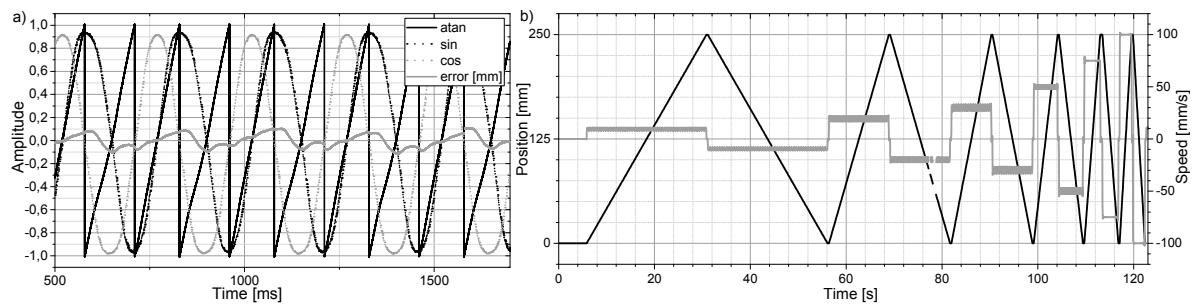 a)
1,0
0,8
0,6
0,4
0,2
0,0
-0,2
-0,4
-0,6
-0,8
-1,0
Amplitude
500
1000
1500
Time [ms]
atan
sin
cos
error [mm]
b)
250
125
0
Position [mm]
0
20
40
60
80
100
120
Time [s]
100
50
0
-50
-100
Speed [mm/s]